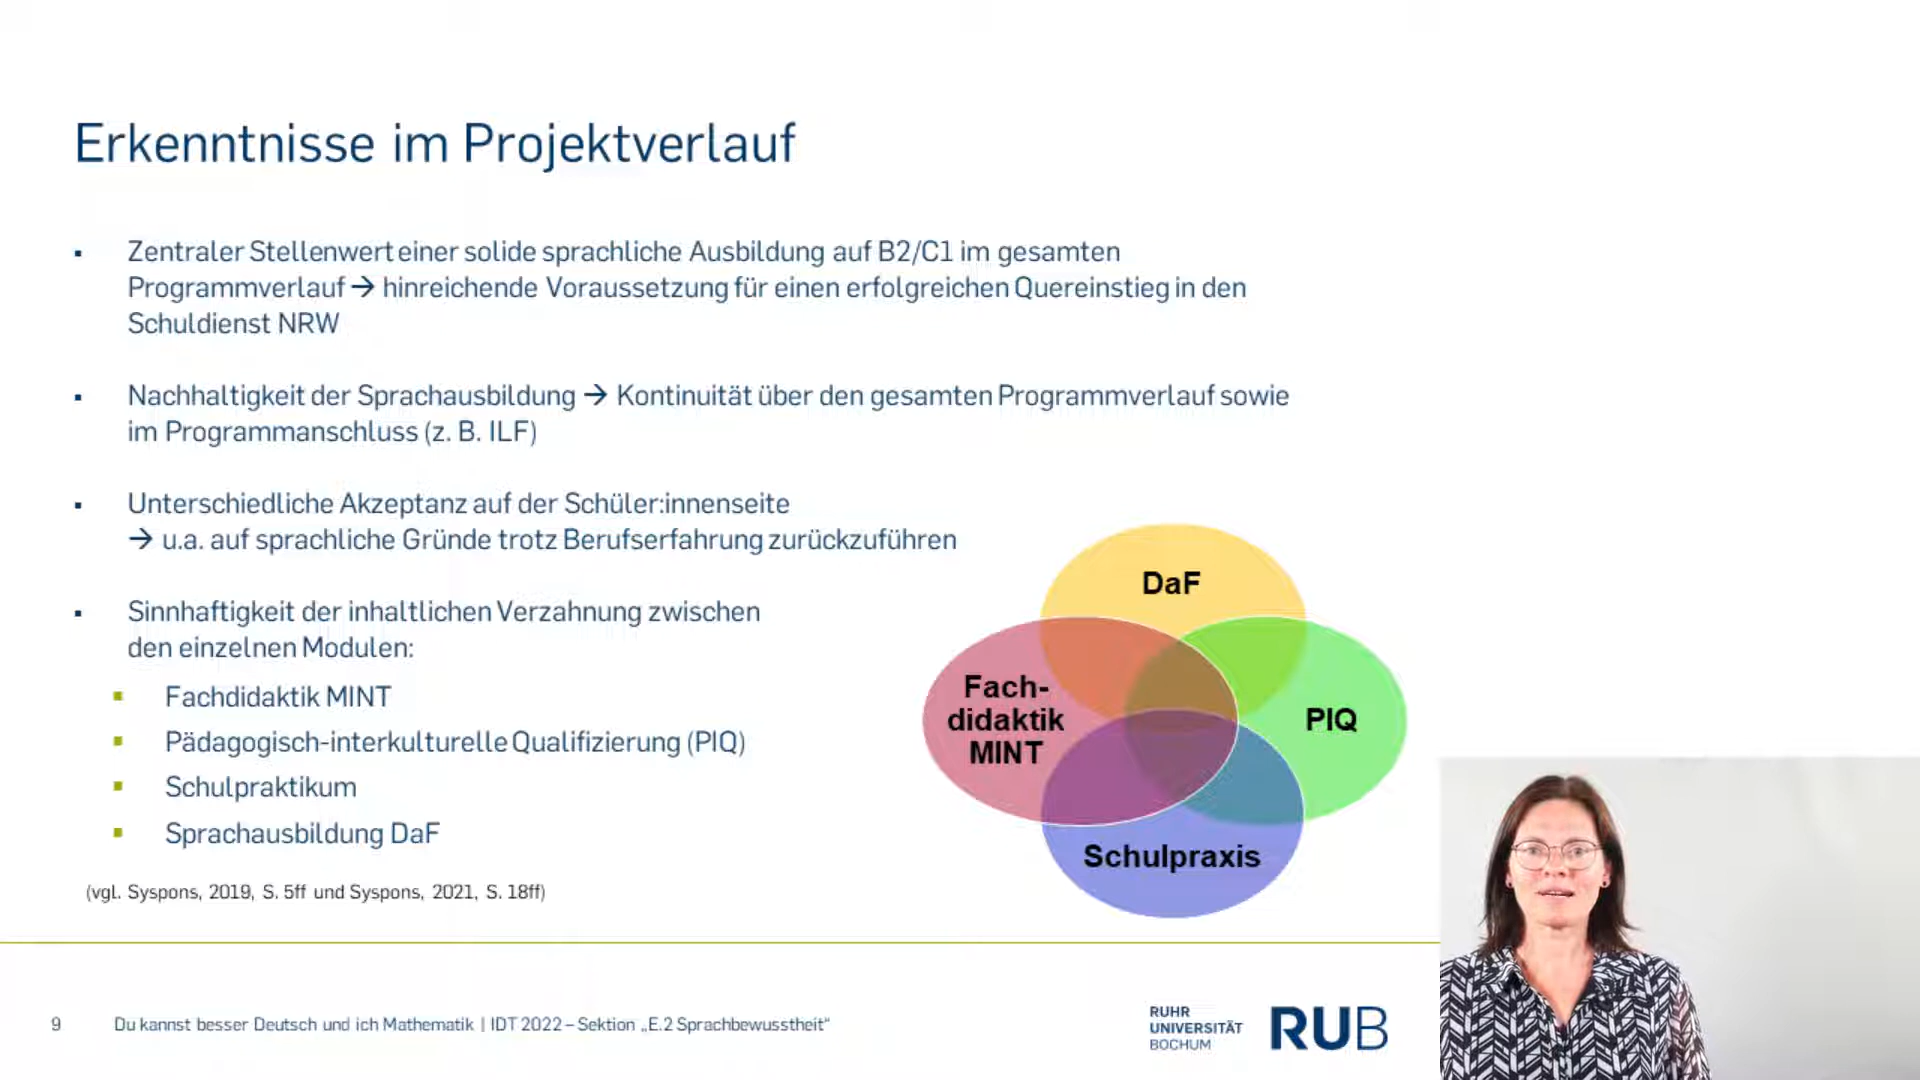 Erkenntnisse im Projektverlauf
▪ Zentraler Stellenwert einer solide sprachliche Ausbildung auf B2/C1 im gesamten
Programmverlauf → hinreichende Voraussetzung für einen erfolgreichen Quereinstieg in den
Schuldienst NRW
▪ Nachhaltigkeit der Sprachausbildung → Kontinuität über den gesamten Programmverlauf sowie
im Programmanschluss (z. B. ILF)
▪ Unterschiedliche Akzeptanz auf der Schüler:innenseite
→ u.a. auf sprachliche Gründe trotz Berufserfahrung zurückzuführen
▪ Sinnhaftigkeit der inhaltlichen Verzahnung zwischen
den einzelnen Modulen:
▪ Fachdidaktik MINT
▪ Pädagogisch-interkulturelle Qualifizierung (PIQ)
▪ Schulpraktikum
▪ Sprachausbildung DaF
(vgl. Syspons, 2019, S. 5ff und Syspons, 2021, S. 18ff)
DaF
Fach-
didaktik
MINT
PIQ
Schulpraxis
9 Du kannst besser Deutsch und ich Mathematik | IDT 2022 – Sektion „E.2 Sprachbewusstheit“
RUHR
UNIVERSITÄT
BOCHUM
RUB